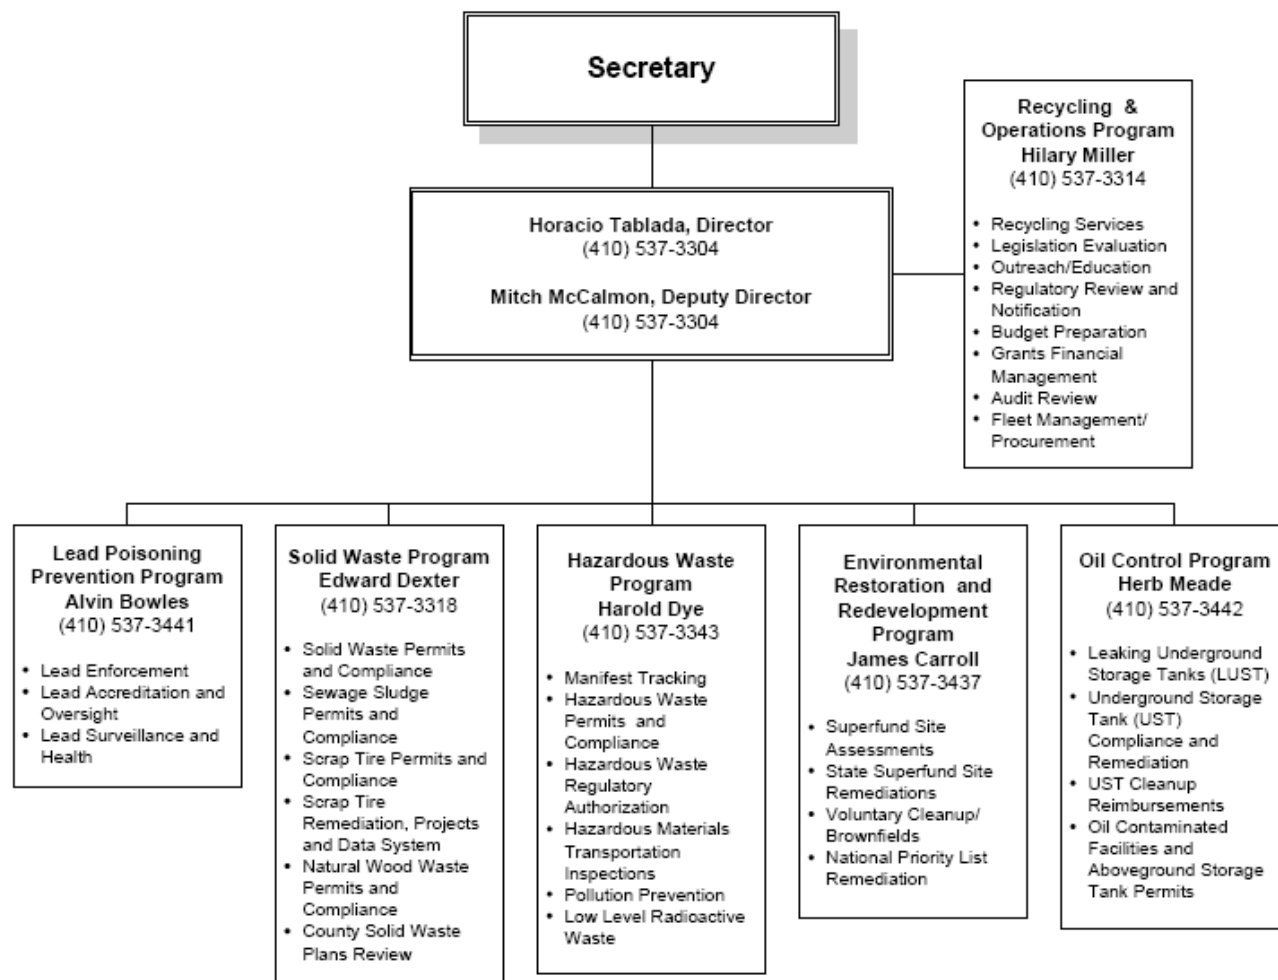 Secretary
Recycling & 
Operations Program
Hilary Miller
(410) 537-3314
• Recycling Services
• Legislation Evaluation
• Outreach/Education
• Regulatory Review and
Notification
• Budget Preparation
• Grants Financial
Management
• Audit Review
• Fleet Management/
Procurement
Horacio Tablada, Director
(410) 537-3304
Mitch McCalmon, Deputy Director
(410) 537-3304
Lead Poisoning
Prevention Program
Alvin Bowles
(410) 537-3441
• Lead Enforcement
• Lead Accreditation and
Oversight
• Lead Surveillance and
Health
Solid Waste Program
Edward Dexter
(410) 537-3318
• Solid Waste Permits
and Compliance
• Sewage Sludge
Permits and
Compliance
• Scrap Tire Permits and
Compliance
• Scrap Tire
Remediation, Projects
and Data System
• Natural Wood Waste
Permits and
Compliance
• County Solid Waste
Plans Review
Hazardous Waste
Program
Harold Dye
(410) 537-3343
• Manifest Tracking
• Hazardous Waste
Permits and
Compliance
• Hazardous Waste
Regulatory
Authorization
• Hazardous Materials
Transportation
Inspections
• Pollution Prevention
• Low Level Radioactive
Waste
Environmental
Restoration and
Redevelopment
Program
James Carroll
(410) 537-3437
• Superfund Site
Assessments
• State Superfund Site
Remediations
• Voluntary Cleanup/
Brownfields
• National Priority List
Remediation
Oil Control Program
Herb Meade
(410) 537-3442
• Leaking Underground
Storage Tanks (LUST)
• Underground Storage
Tank (UST)
Compliance and
Remediation
• UST Cleanup
Reimbursements
• Oil Contaminated
Facilities and
Aboveground Storage
Tank Permits